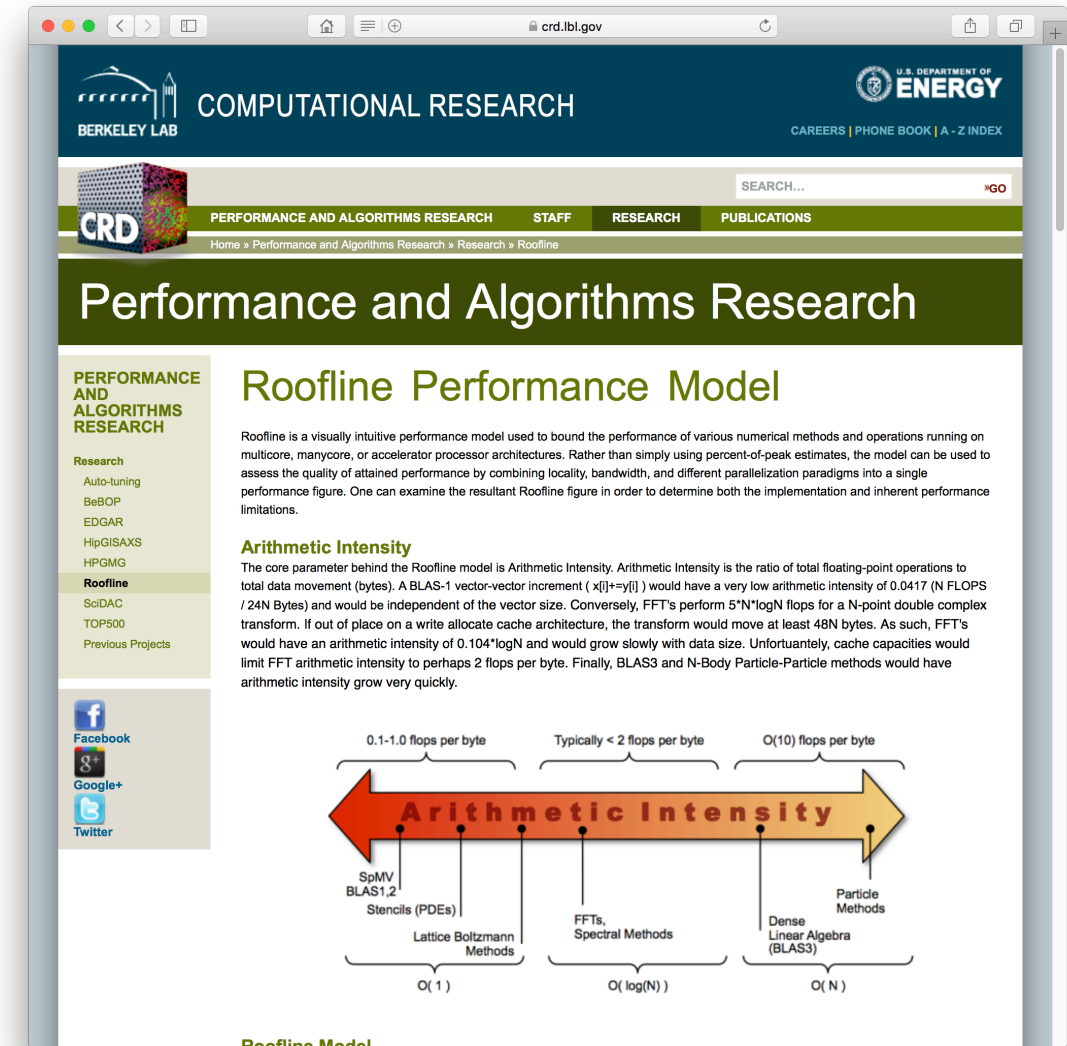 crd.lbl.gov
BERKELEY LAB
COMPUTATIONAL RESEARCH
U.S. DEPARTMENT OF
ENERGY
CAREERS | PHONE BOOK | A - Z INDEX
CRD
SEARCH...
»GO
PERFORMANCE AND ALGORITHMS RESEARCH STAFF RESEARCH PUBLICATIONS
Home » Performance and Algorithms Research » Research » Roofline
Performance and Algorithms Research
PERFORMANCE
AND
ALGORITHMS
RESEARCH
Research
Auto-tuning
BeBOP
EDGAR
HipGISAXS
HPGMG
Roofline
SciDAC
TOP500
Previous Projects
Facebook
g+
Google+
Twitter
Roofline Performance Model
Roofline is a visually intuitive performance model used to bound the performance of various numerical methods and operations running on
multicore, manycore, or accelerator processor architectures. Rather than simply using percent-of-peak estimates, the model can be used to
assess the quality of attained performance by combining locality, bandwidth, and different parallelization paradigms into a single
performance figure. One can examine the resultant Roofline figure in order to determine both the implementation and inherent performance
limitations.
Arithmetic Intensity
The core parameter behind the Roofline model is Arithmetic Intensity. Arithmetic Intensity is the ratio of total floating-point operations to
total data movement (bytes). A BLAS-1 vector-vector increment ( x[i]+=y[i] ) would have a very low arithmetic intensity of 0.0417 (N FLOPS
/ 24N Bytes) and would be independent of the vector size. Conversely, FFT's perform 5*N*logN flops for a N-point double complex
transform. If out of place on a write allocate cache architecture, the transform would move at least 48N bytes. As such, FFT's
would have an arithmetic intensity of 0.104*logN and would grow slowly with data size. Unfortuantely, cache capacities would
limit FFT arithmetic intensity to perhaps 2 flops per byte. Finally, BLAS3 and N-Body Particle-Particle methods would have
arithmetic intensity grow very quickly.
0.1-1.0 flops per byte Typically < 2 flops per byte O(10) flops per byte
Arithmetic Intensity
SpMV
BLAS1,2
Stencils (PDEs)
Lattice Boltzmann
Methods
FFTs,
Spectral Methods
Dense
Linear Algebra
(BLAS3)
Particle
Methods
O( 1 ) O( log(N) ) O( N )
Roofline Model